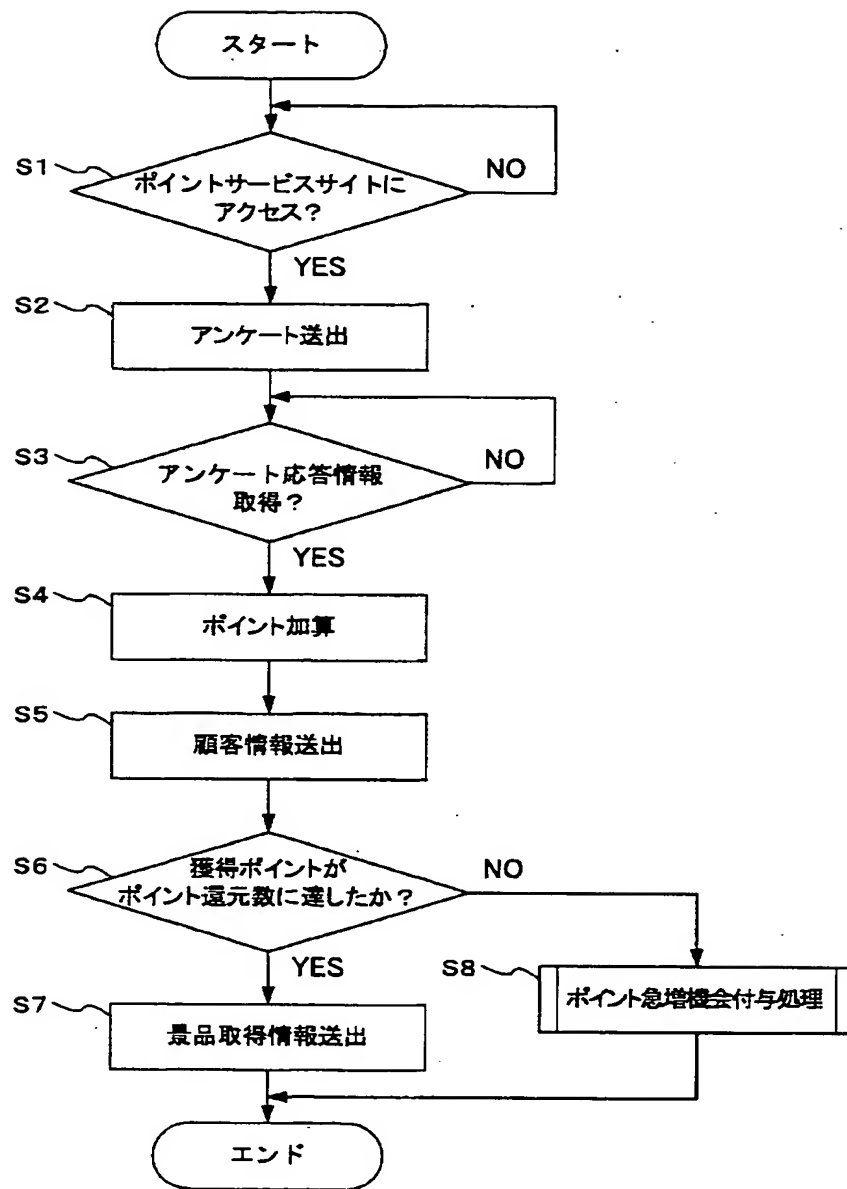 スタート
S1
ポイントサービスサイトに
アクセス？
NO
YES
S2
アンケート送出
S3
アンケート応答情報
取得？
NO
YES
S4
ポイント加算
S5
顧客情報送出
S6
獲得ポイントが
ポイント還元数に達したか？
NO
YES
S7
景品取得情報送出
S8
ポイント急増機会付与処理
エンド